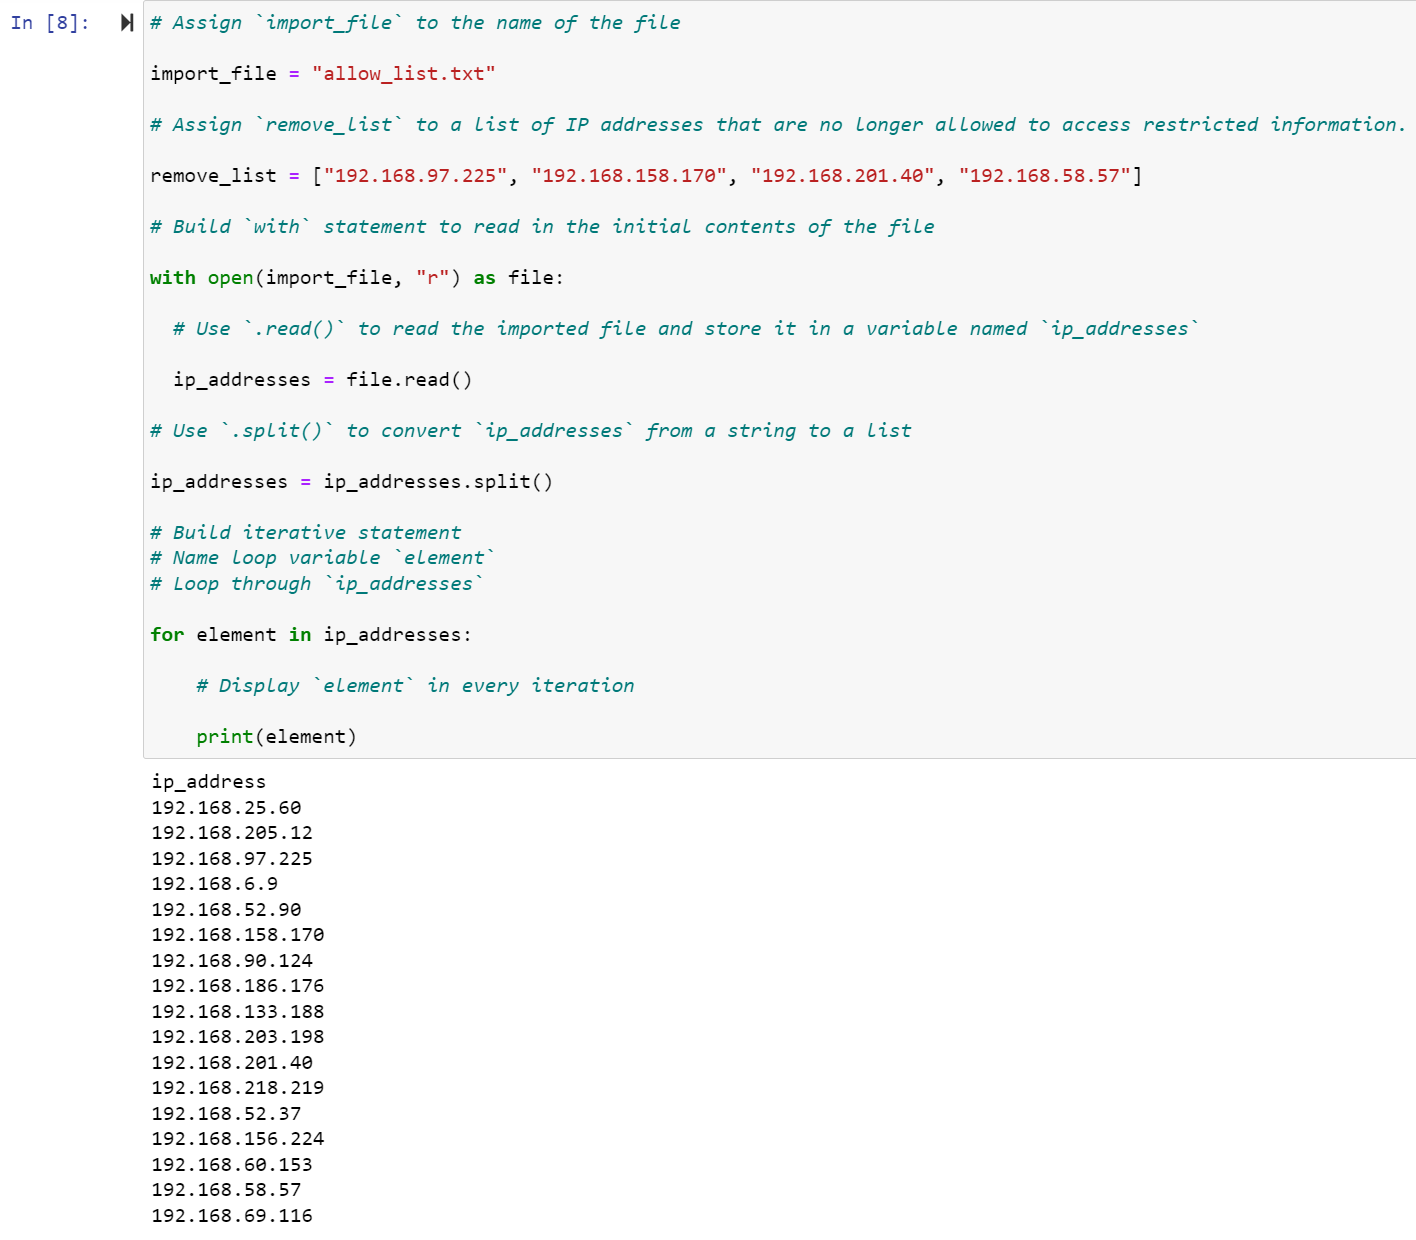 In [8]:
# Assign `import_file` to the name of the file
import_file = "allow_list.txt"
# Assign `remove_list` to a list of IP addresses that are no longer allowed to access restricted information.
remove_list = ["192.168.97.225", "192.168.158.170", "192.168.201.40", "192.168.58.57"]
# Build `with` statement to read in the initial contents of the file
with open(import_file, "r") as file:
  # Use `.read()` to read the imported file and store it in a variable named `ip_addresses`
  ip_addresses = file.read()
# Use `.split()` to convert `ip_addresses` from a string to a list
ip_addresses = ip_addresses.split()
# Build iterative statement
# Name loop variable `element`
# Loop through `ip_addresses`
for element in ip_addresses:
    # Display `element` in every iteration
    print(element)
ip_address
192.168.25.60
192.168.205.12
192.168.97.225
192.168.6.9
192.168.52.90
192.168.158.170
192.168.90.124
192.168.186.176
192.168.133.188
192.168.203.198
192.168.201.40
192.168.218.219
192.168.52.37
192.168.156.224
192.168.60.153
192.168.58.57
192.168.69.116